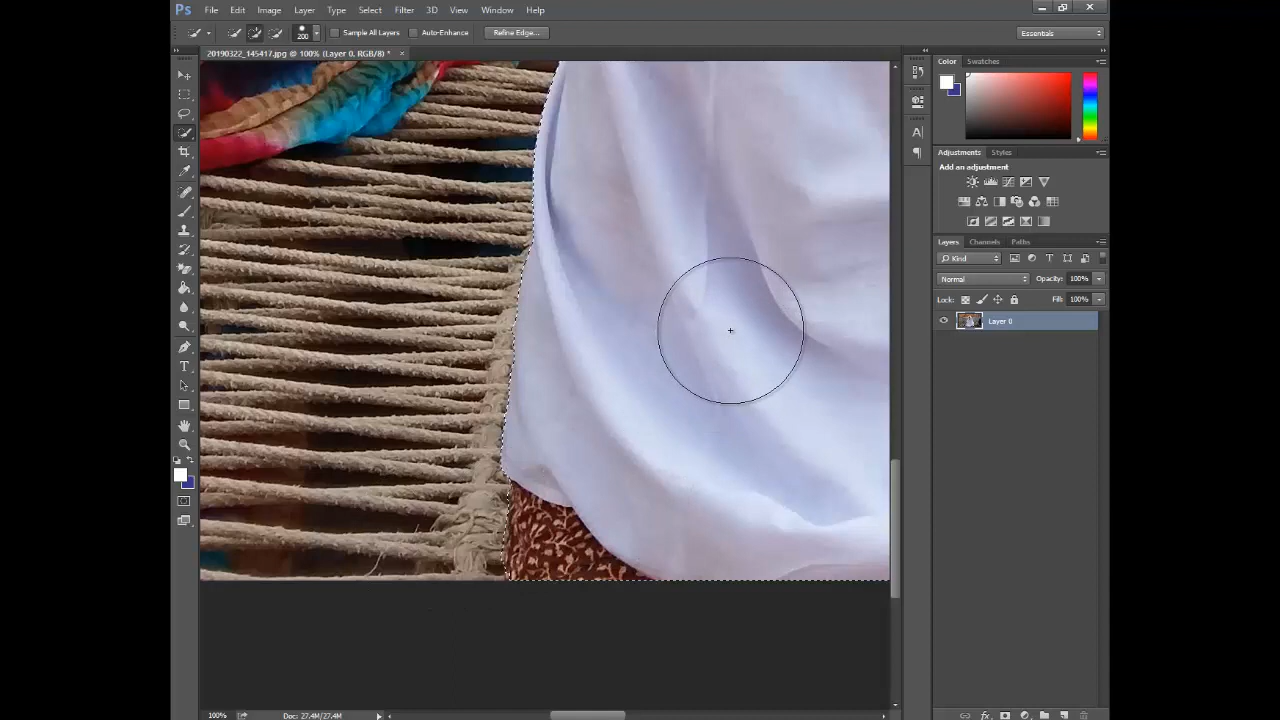 Ps File Edit Image Layer Type Select Filter 3D View Window Help
200 Sample All Layers Auto-Enhance Refine Edge... Essentials
20190322_145417.jpg @ 100% (Layer 0, RGB/8) * ×
Color Swatches
Adjustments Styles
Add an adjustment
Layers Channels Paths
Kind
Normal Opacity: 100%
Lock: Fill: 100%
Layer 0
100% Doc: 27.4M/27.4M